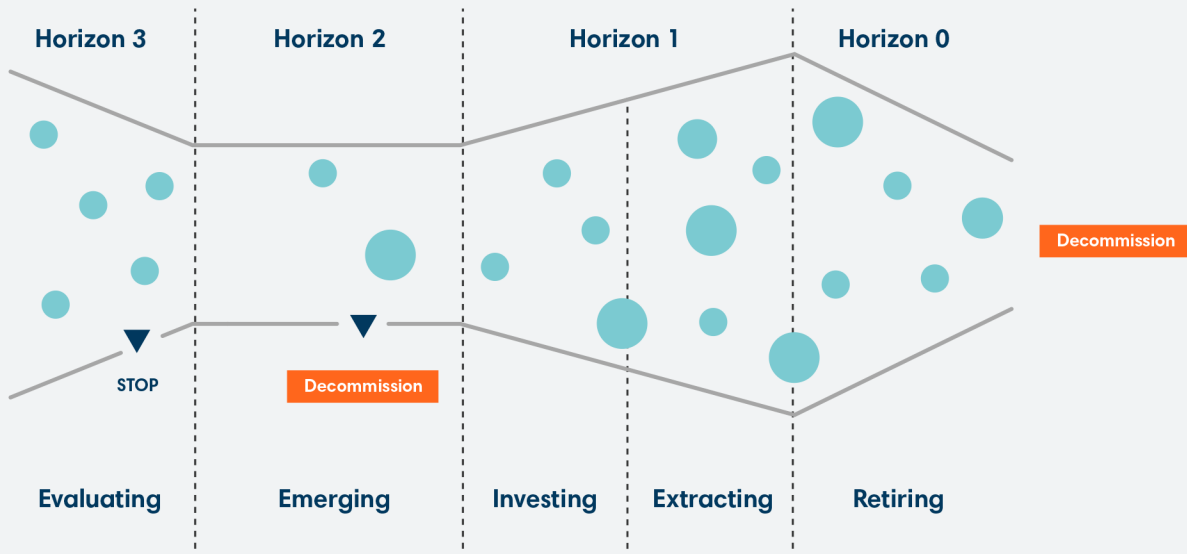 Horizon 3
Horizon 2
Horizon 1
Horizon 0
Decommission
STOP
Decommission
Evaluating
Emerging
Investing
Extracting
Retiring